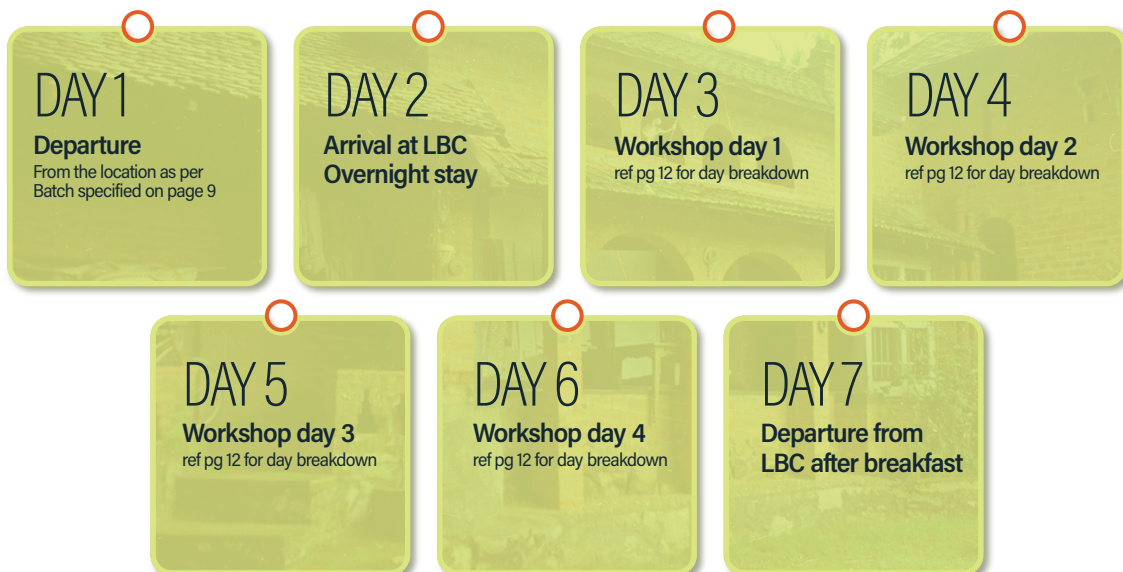 DAY 1
Departure
From the location as per
Batch specified on page 9
DAY 2
Arrival at LBC
Overnight stay
DAY 3
Workshop day 1
ref pg 12 for day breakdown
DAY 4
Workshop day 2
ref pg 12 for day breakdown
DAY 5
Workshop day 3
ref pg 12 for day breakdown
DAY 6
Workshop day 4
ref pg 12 for day breakdown
DAY 7
Departure from
LBC after breakfast